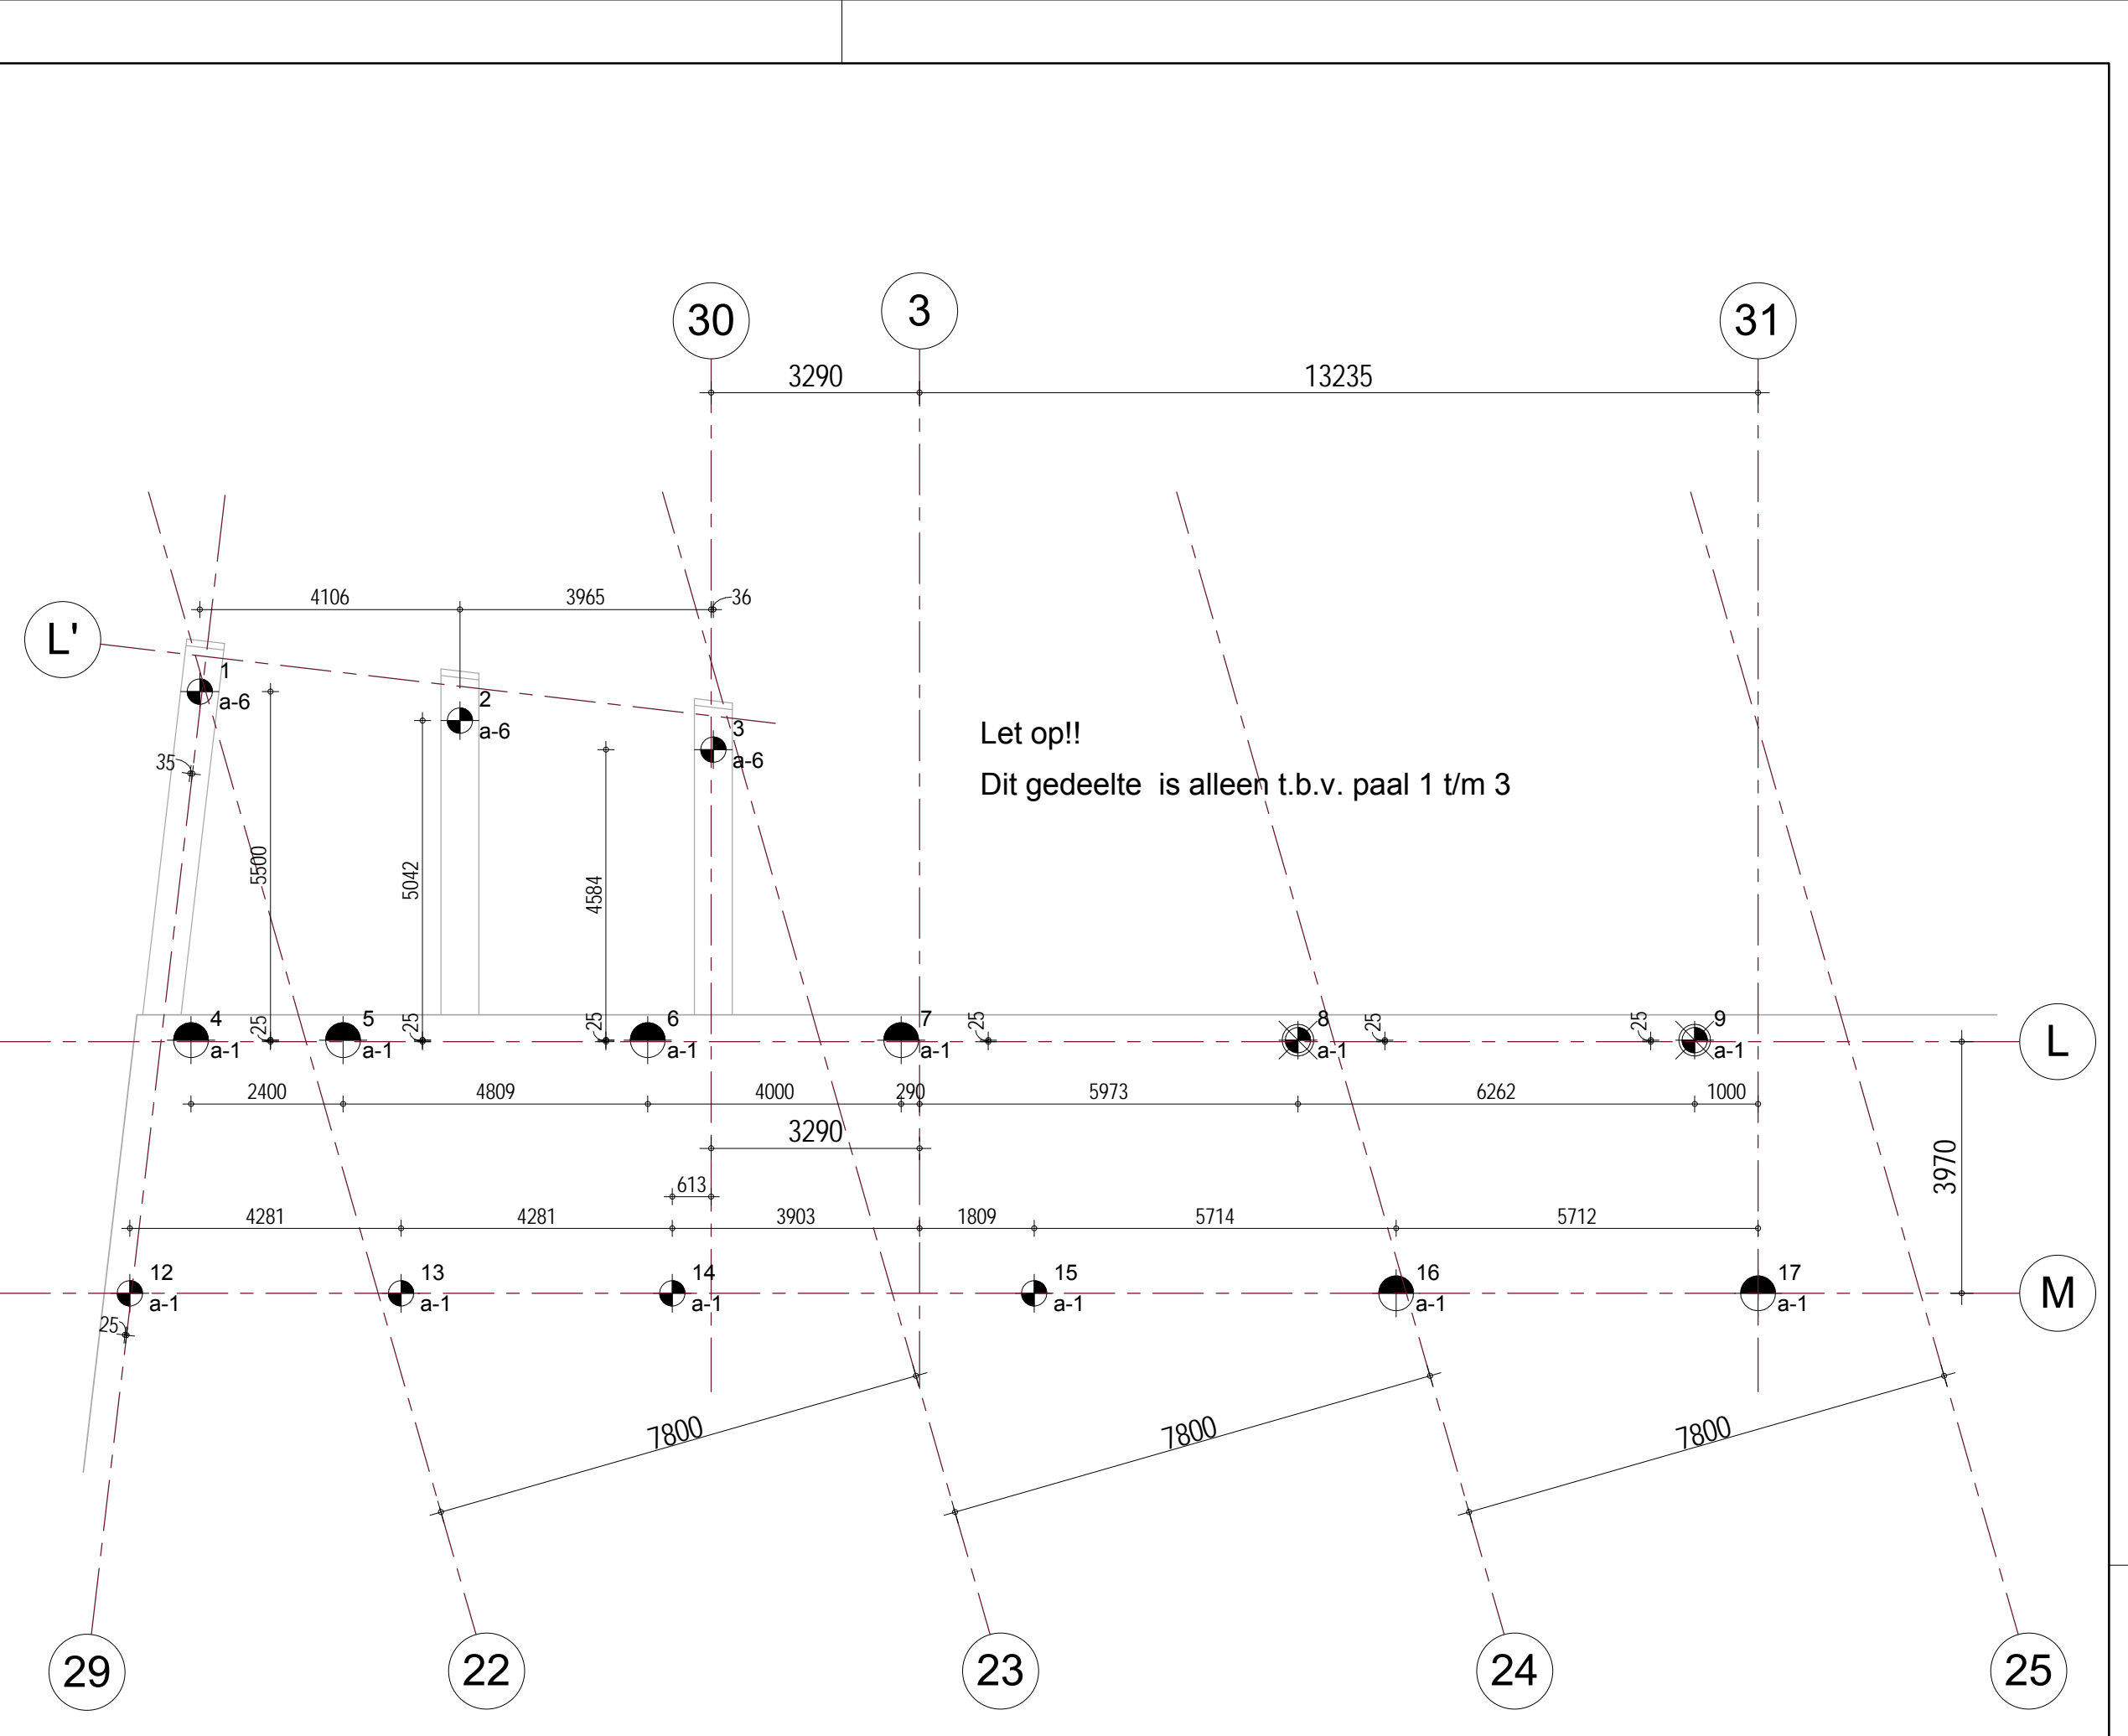 30
3
31
3290
13235
4106
3965
36
L'
1
a-6
2
a-6
3
a-6
Let op!!
Dit gedeelte is alleen t.b.v. paal 1 t/m 3
35
5500
5042
4584
4
a-1
25
5
a-1
25
25
6
a-1
7
a-1
25
8
a-1
25
25
9
a-1
L
2400
4809
4000
290
5973
6262
1000
3290
3970
613
4281
4281
3903
1809
5714
5712
12
a-1
13
a-1
14
a-1
15
a-1
16
a-1
17
a-1
M
25
7800
7800
7800
29
22
23
24
25